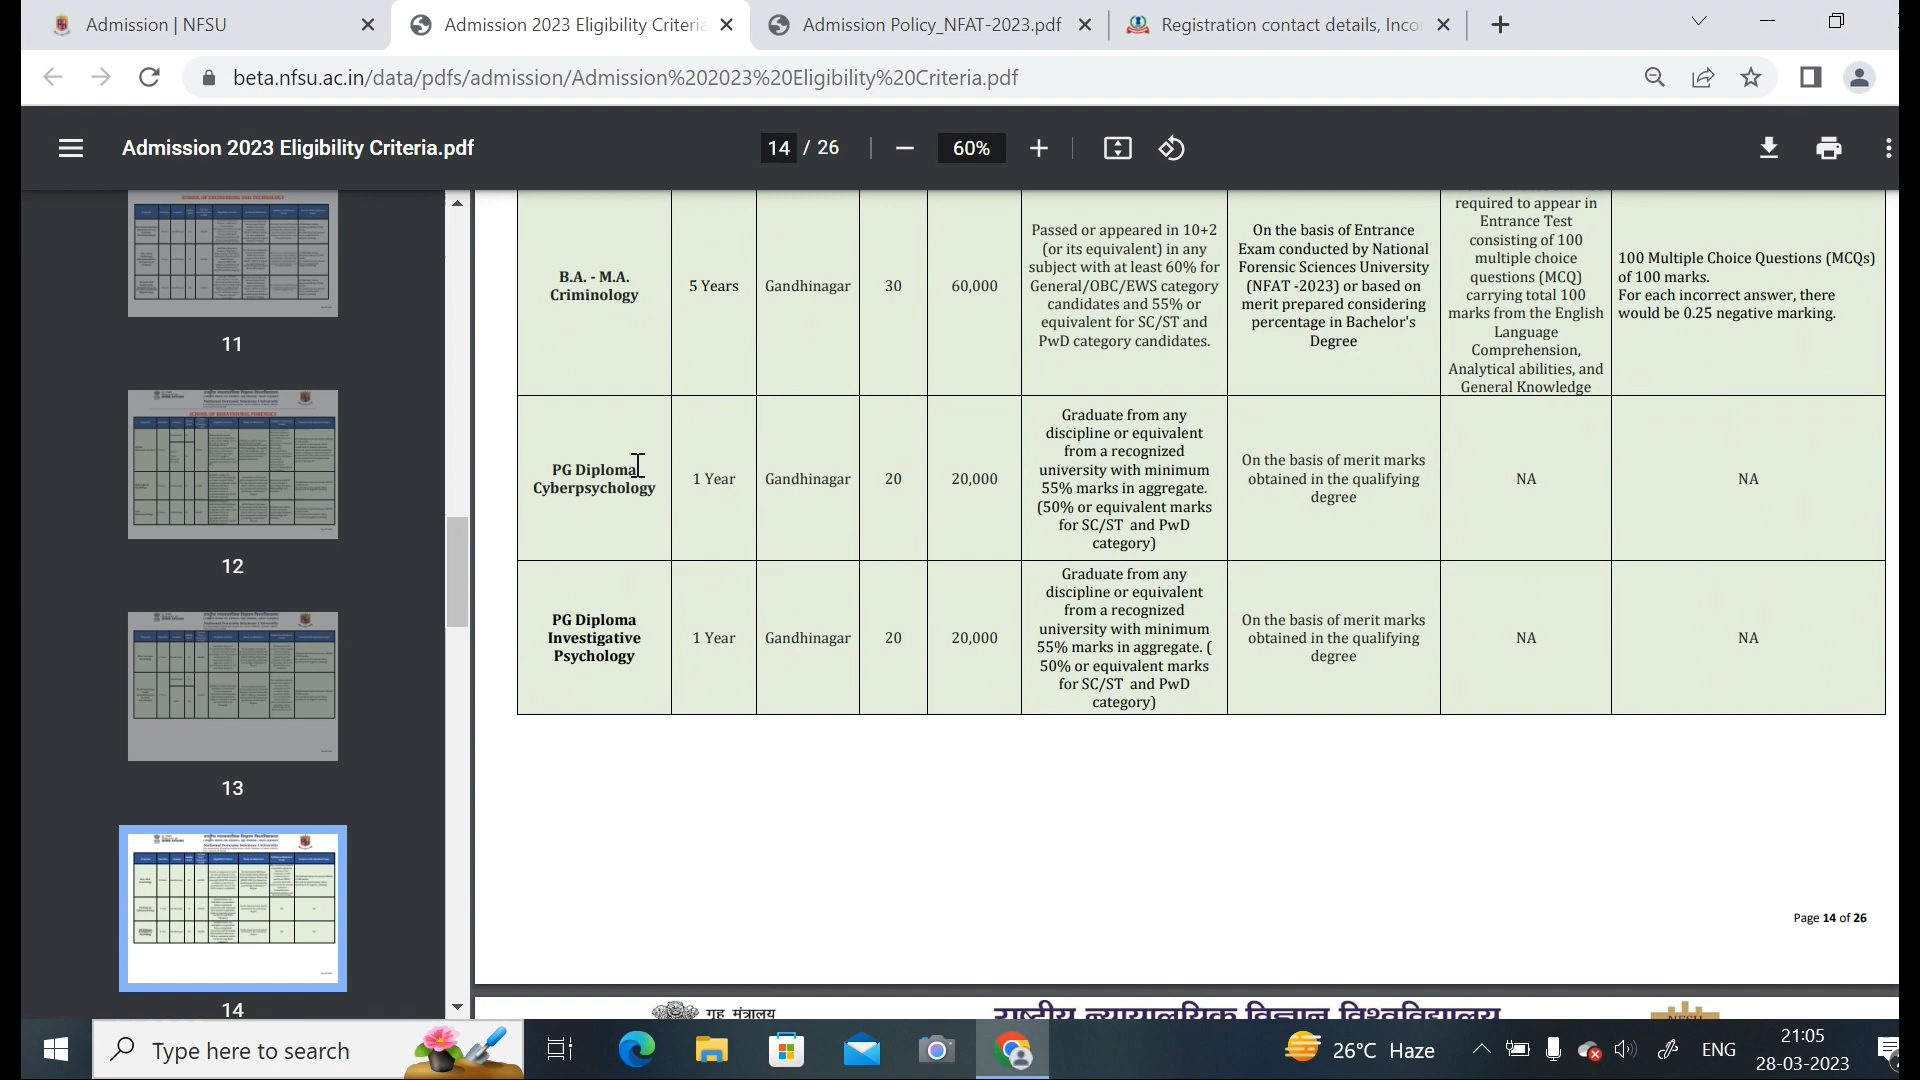 Admission | NFSU
Admission 2023 Eligibility Criteria
Admission Policy_NFAT-2023.pdf
Registration contact details, Inco
beta.nfsu.ac.in/data/pdfs/admission/Admission%202023%20Eligibility%20Criteria.pdf
Admission 2023 Eligibility Criteria.pdf
14 / 26
60%
11
12
13
14
required to appear in
Entrance Test
consisting of 100
multiple choice
questions (MCQ)
carrying total 100
marks from the English
Language
Comprehension,
Analytical abilities, and
General Knowledge
B.A. - M.A.
Criminology
5 Years
Gandhinagar
30
60,000
Passed or appeared in 10+2
(or its equivalent) in any
subject with at least 60% for
General/OBC/EWS category
candidates and 55% or
equivalent for SC/ST and
PwD category candidates.
On the basis of Entrance
Exam conducted by National
Forensic Sciences University
(NFAT -2023) or based on
merit prepared considering
percentage in Bachelor's
Degree
100 Multiple Choice Questions (MCQs)
of 100 marks.
For each incorrect answer, there
would be 0.25 negative marking.
PG Diploma
Cyberpsychology
1 Year
Gandhinagar
20
20,000
Graduate from any
discipline or equivalent
from a recognized
university with minimum
55% marks in aggregate.
(50% or equivalent marks
for SC/ST and PwD
category)
On the basis of merit marks
obtained in the qualifying
degree
NA
NA
PG Diploma
Investigative
Psychology
1 Year
Gandhinagar
20
20,000
Graduate from any
discipline or equivalent
from a recognized
university with minimum
55% marks in aggregate. (
50% or equivalent marks
for SC/ST and PwD
category)
On the basis of merit marks
obtained in the qualifying
degree
NA
NA
Page 14 of 26
गृह मंत्रालय
राष्ट्रीय न्यायालयिक विज्ञान विश्वविद्यालय
Type here to search
26°C Haze
ENG
21:05
28-03-2023